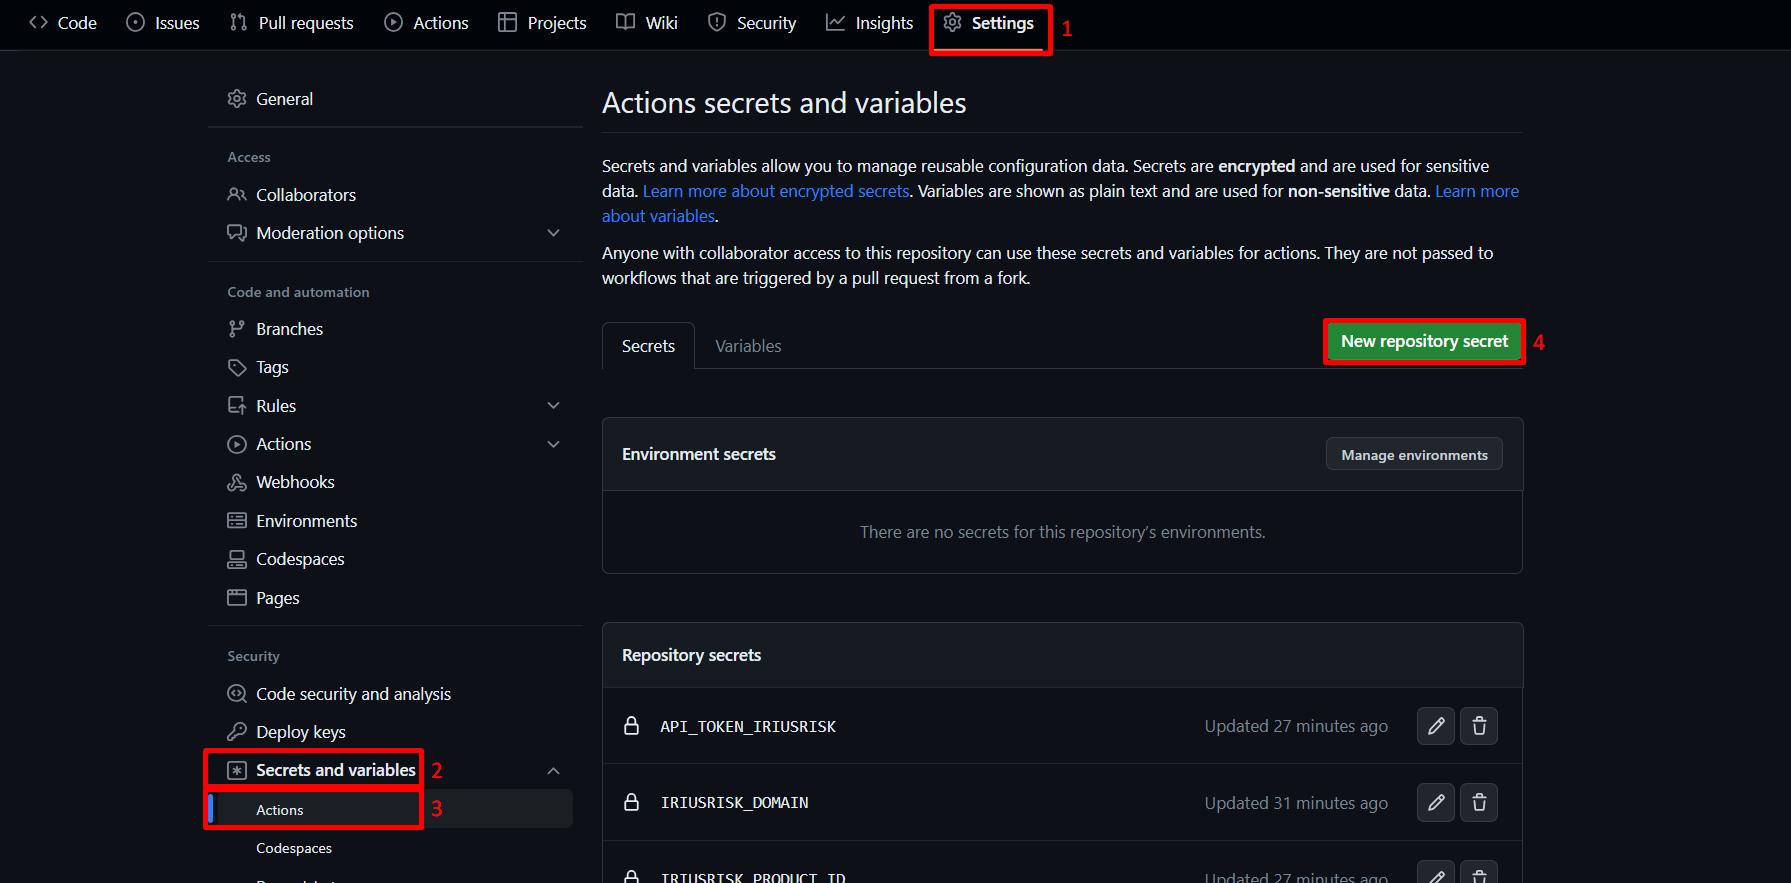 Code Issues Pull requests Actions Projects Wiki Security Insights Settings 1
General
Access
Collaborators
Moderation options
Code and automation
Branches
Tags
Rules
Actions
Webhooks
Environments
Codespaces
Pages
Security
Code security and analysis
Deploy keys
Secrets and variables 2
Actions 3
Codespaces
Actions secrets and variables
Secrets and variables allow you to manage reusable configuration data. Secrets are encrypted and are used for sensitive
data. Learn more about encrypted secrets. Variables are shown as plain text and are used for non-sensitive data. Learn more
about variables.
Anyone with collaborator access to this repository can use these secrets and variables for actions. They are not passed to
workflows that are triggered by a pull request from a fork.
Secrets Variables New repository secret 4
Environment secrets Manage environments
There are no secrets for this repository's environments.
Repository secrets
API_TOKEN_IRIUSRISK Updated 27 minutes ago
IRIUSRISK_DOMAIN Updated 31 minutes ago
IRIUSRISK_PRODUCT_ID Updated 27 minutes ago